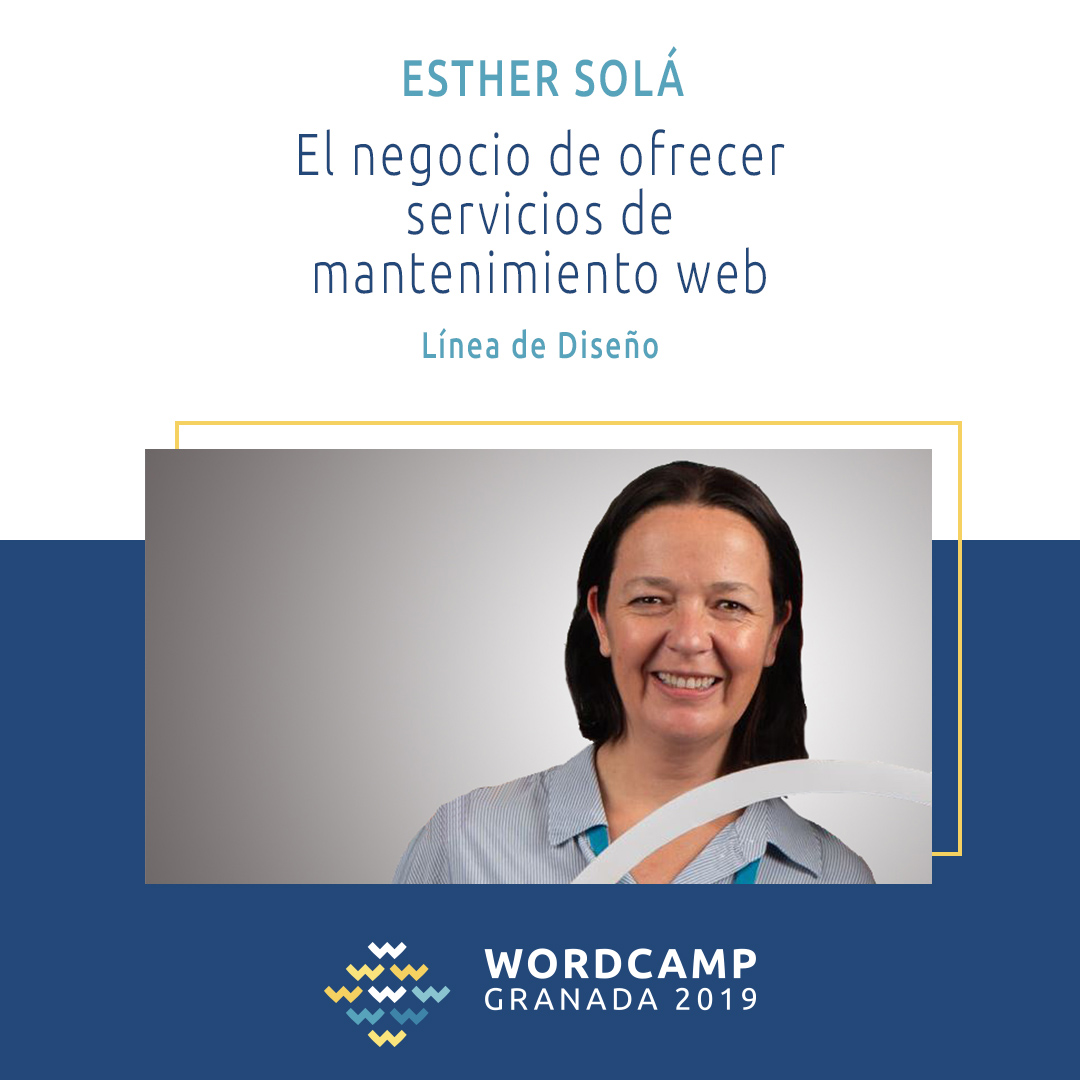 ESTHER SOLÁ
El negocio de ofrecer
servicios de
mantenimiento web
Línea de Diseño
WORDCAMP
GRANADA 2019